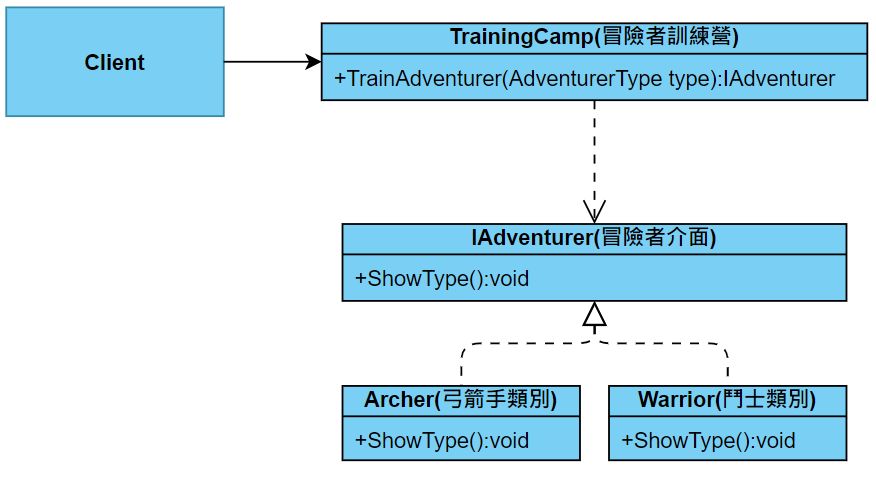 Client
TrainingCamp(冒險者訓練營)
+TrainAdventurer(AdventurerType type):IAdventurer
IAdventurer(冒險者介面)
+ShowType():void
Archer(弓箭手類別)
+ShowType():void
Warrior(鬥士類別)
+ShowType():void